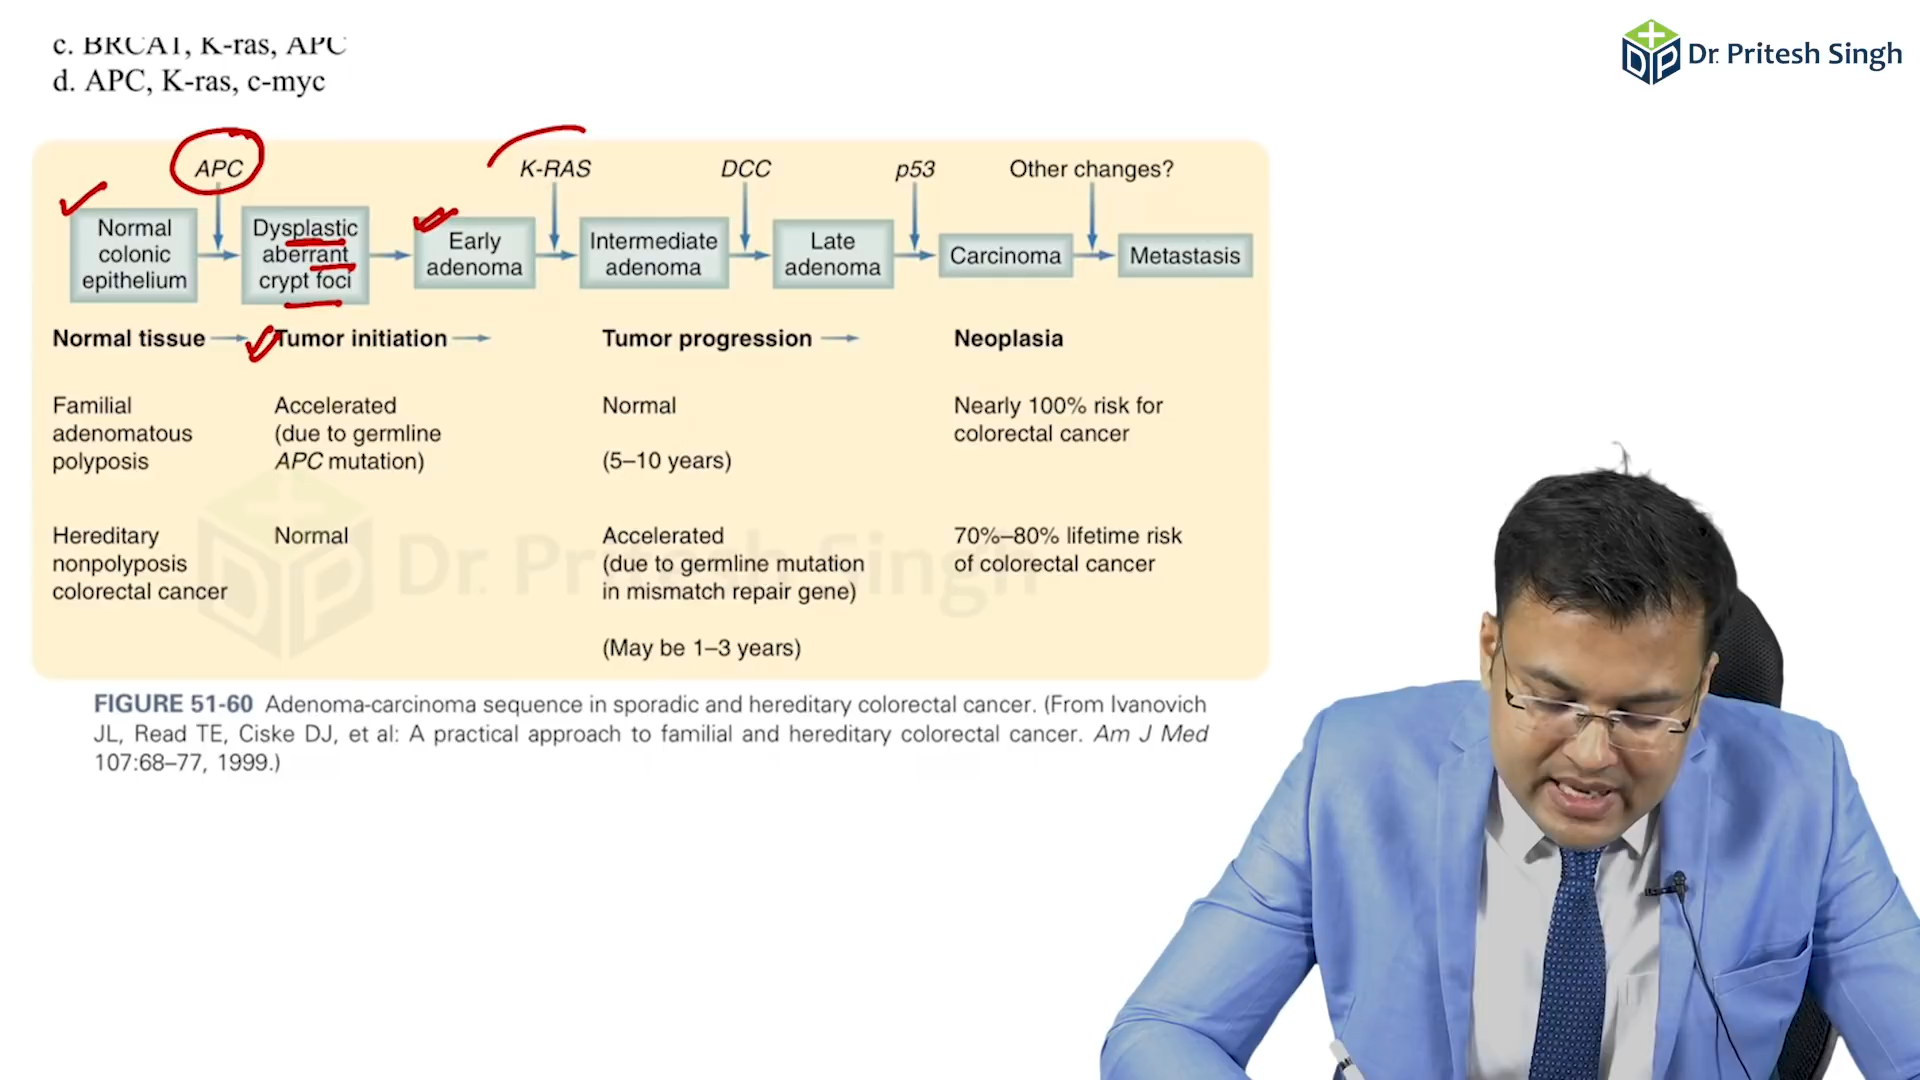 c. BRCA1, K-ras, APC
d. APC, K-ras, c-myc
Dr. Pritesh Singh
APC
K-RAS
DCC
p53
Other changes?
Normal
colonic
epithelium
Dysplastic
aberrant
crypt foci
Early
adenoma
Intermediate
adenoma
Late
adenoma
Carcinoma
Metastasis
Normal tissue
Tumor initiation
Tumor progression
Neoplasia
Familial
adenomatous
polyposis
Accelerated
(due to germline
APC mutation)
Normal
(5–10 years)
Nearly 100% risk for
colorectal cancer
Hereditary
nonpolyposis
colorectal cancer
Normal
Accelerated
(due to germline mutation
in mismatch repair gene)
(May be 1–3 years)
70%–80% lifetime risk
of colorectal cancer
DP Dr. Pritesh Singh
FIGURE 51-60 Adenoma-carcinoma sequence in sporadic and hereditary colorectal cancer. (From Ivanovich
JL, Read TE, Ciske DJ, et al: A practical approach to familial and hereditary colorectal cancer. Am J Med
107:68–77, 1999.)